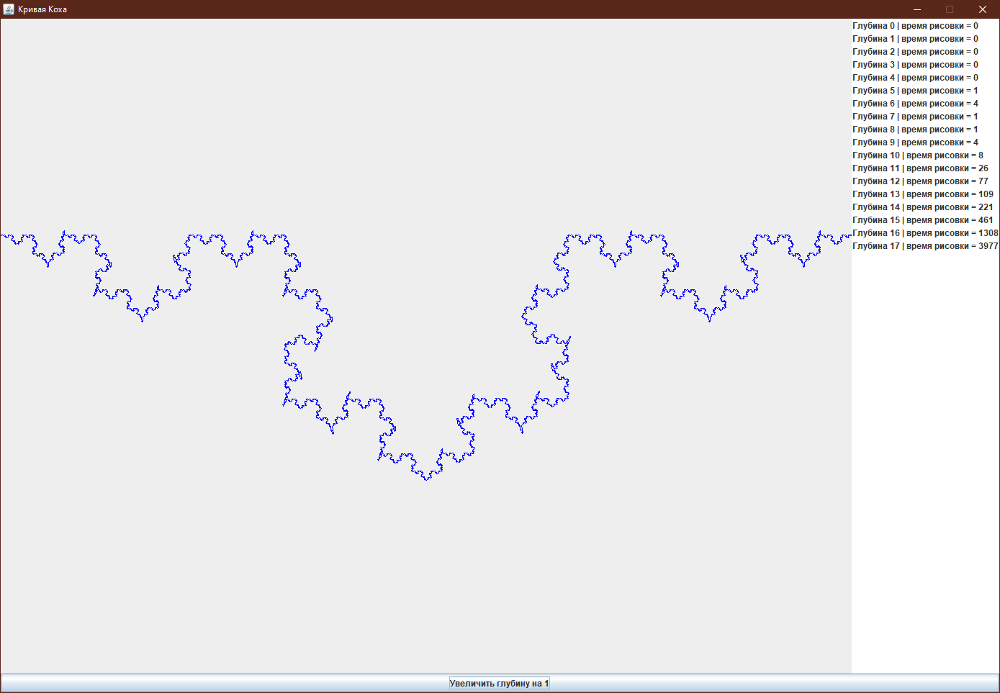 Кривая Коха
Глубина 0 | время рисовки = 0
Глубина 1 | время рисовки = 0
Глубина 2 | время рисовки = 0
Глубина 3 | время рисовки = 0
Глубина 4 | время рисовки = 0
Глубина 5 | время рисовки = 1
Глубина 6 | время рисовки = 4
Глубина 7 | время рисовки = 1
Глубина 8 | время рисовки = 1
Глубина 9 | время рисовки = 4
Глубина 10 | время рисовки = 8
Глубина 11 | время рисовки = 26
Глубина 12 | время рисовки = 77
Глубина 13 | время рисовки = 109
Глубина 14 | время рисовки = 221
Глубина 15 | время рисовки = 461
Глубина 16 | время рисовки = 1308
Глубина 17 | время рисовки = 3977
Увеличить глубину на 1